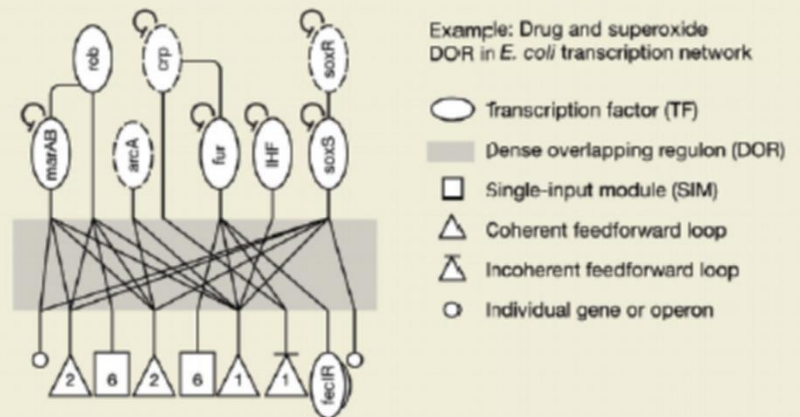 Example: Drug and superoxide
DOR in E. coli transcription network
rob
crp
soxR
marAB
arcA
fur
IHF
soxS
Transcription factor (TF)
Dense overlapping regulon (DOR)
Single-input module (SIM)
Coherent feedforward loop
Incoherent feedforward loop
Individual gene or operon
2
6
2
6
1
1
fecIR